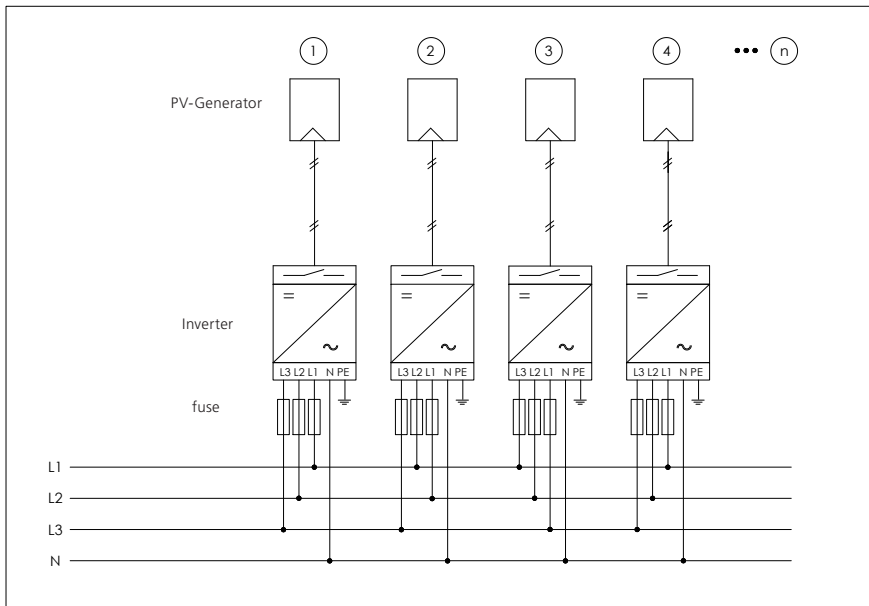 1 2 3 4 ••• n
PV-Generator
Inverter
L3 L2 L1 N PE L3 L2 L1 N PE L3 L2 L1 N PE L3 L2 L1 N PE
fuse
L1
L2
L3
N